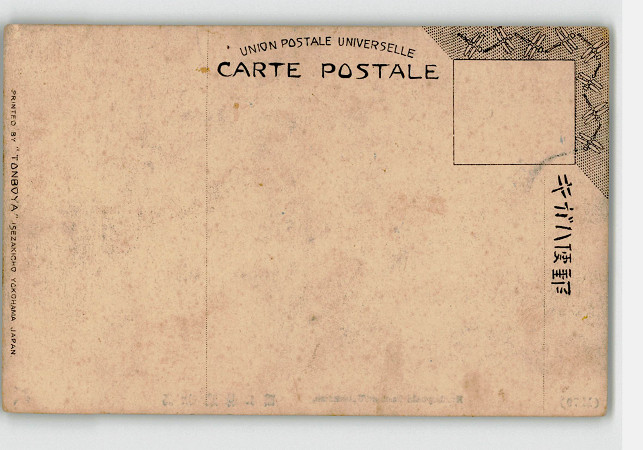 UNION POSTALE UNIVERSELLE
CARTE POSTALE
キガハ便郵
PRINTED BY "TONBOYA" ISEZAKICHO YOKOHAMA JAPAN.